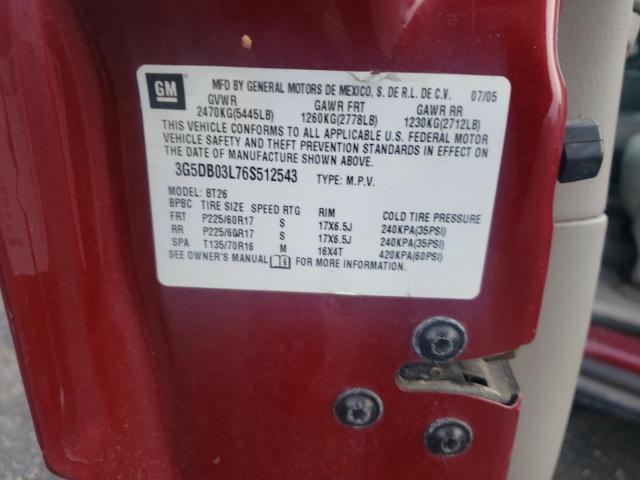 GM
MFD BY GENERAL MOTORS DE MEXICO, S. DE R.L. DE C.V. 07/05
GVWR GAWR FRT GAWR RR
2470KG(5445LB) 1260KG(2778LB) 1230KG(2712LB)
THIS VEHICLE CONFORMS TO ALL APPLICABLE U.S. FEDERAL MOTOR
VEHICLE SAFETY AND THEFT PREVENTION STANDARDS IN EFFECT ON
THE DATE OF MANUFACTURE SHOWN ABOVE.
3G5DB03L76S512543 TYPE: M.P.V.
MODEL: BT26
BPBC TIRE SIZE SPEED RTG RIM COLD TIRE PRESSURE
FRT P225/60R17 S 17X6.5J 240KPA(35PSI)
RR P225/60R17 S 17X6.5J 240KPA(35PSI)
SPA T135/70R16 M 16X4T 420KPA(60PSI)
SEE OWNER'S MANUAL FOR MORE INFORMATION.